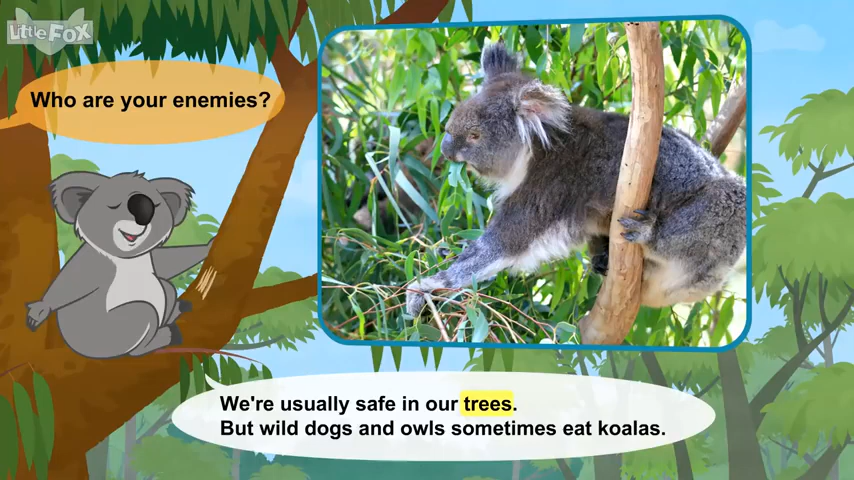 Little Fox
Who are your enemies?
We're usually safe in our trees.
But wild dogs and owls sometimes eat koalas.